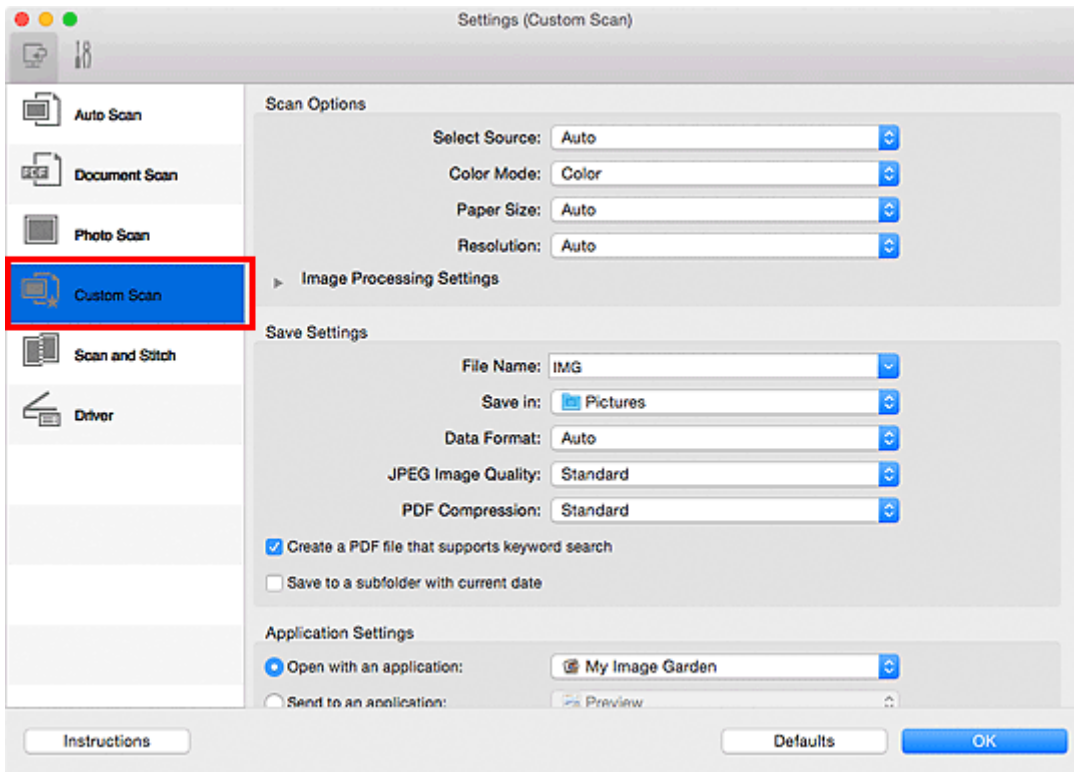 Settings (Custom Scan)
Auto Scan
Document Scan
Photo Scan
Custom Scan
Scan and Stitch
Driver
Scan Options
Select Source: Auto
Color Mode: Color
Paper Size: Auto
Resolution: Auto
Image Processing Settings
Save Settings
File Name: IMG
Save in: Pictures
Data Format: Auto
JPEG Image Quality: Standard
PDF Compression: Standard
Create a PDF file that supports keyword search
Save to a subfolder with current date
Application Settings
Open with an application: My Image Garden
Send to an application: Preview
Instructions Defaults OK